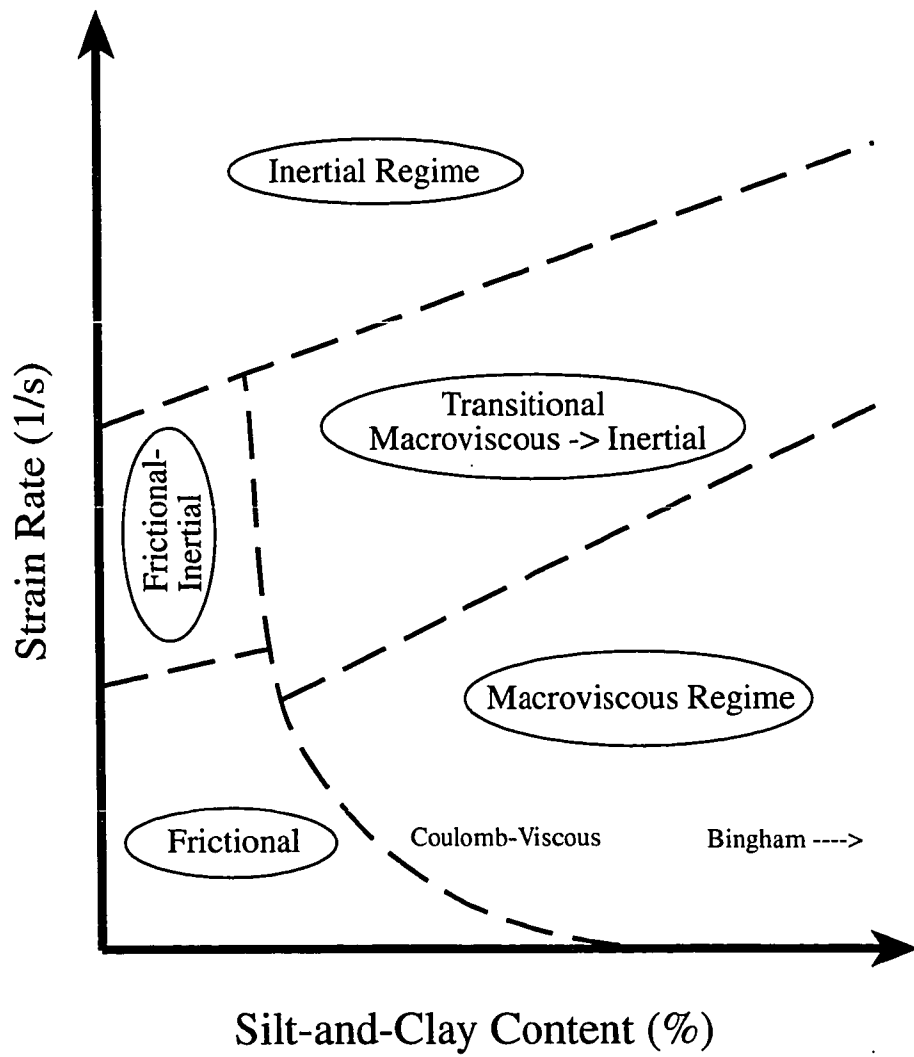 Inertial Regime
Transitional
Macroviscous -> Inertial
Frictional-
Inertial
Strain Rate (1/s)
Macroviscous Regime
Frictional
Coulomb-Viscous
Bingham ---->
Silt-and-Clay Content (%)